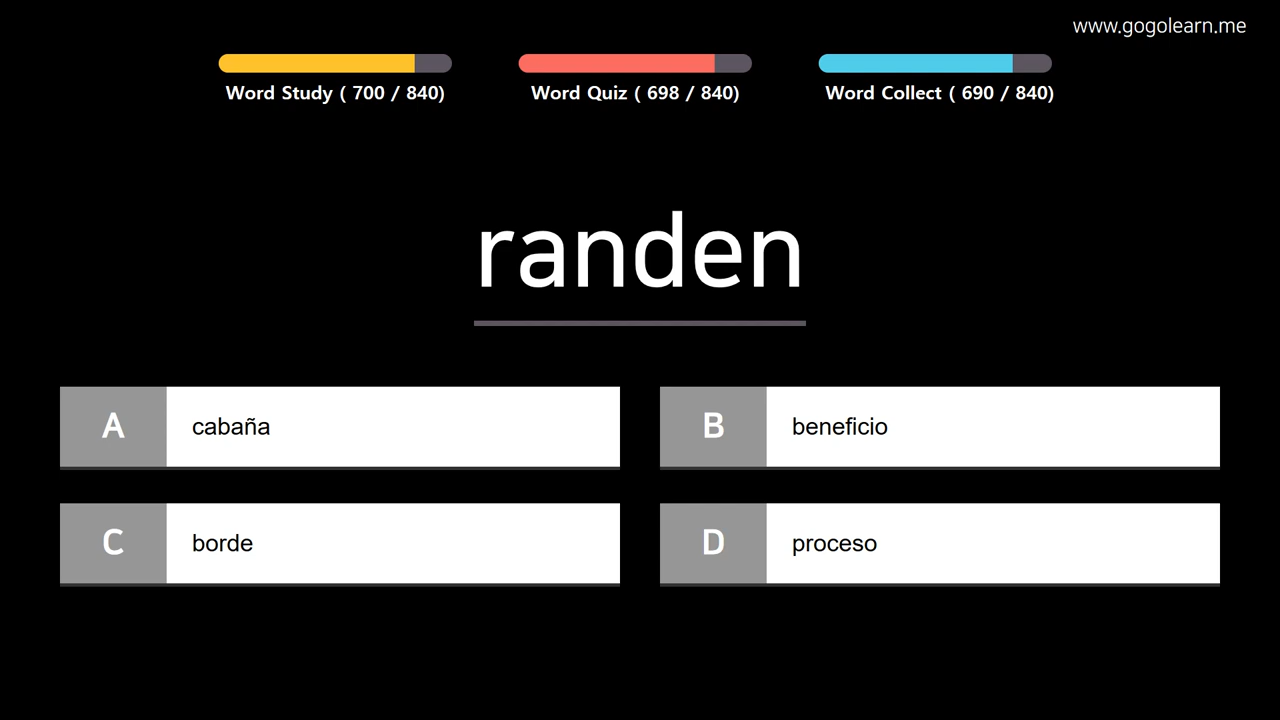 www.gogolearn.me
Word Study ( 700 / 840)
Word Quiz ( 698 / 840)
Word Collect ( 690 / 840)
randen
A cabaña
B beneficio
C borde
D proceso